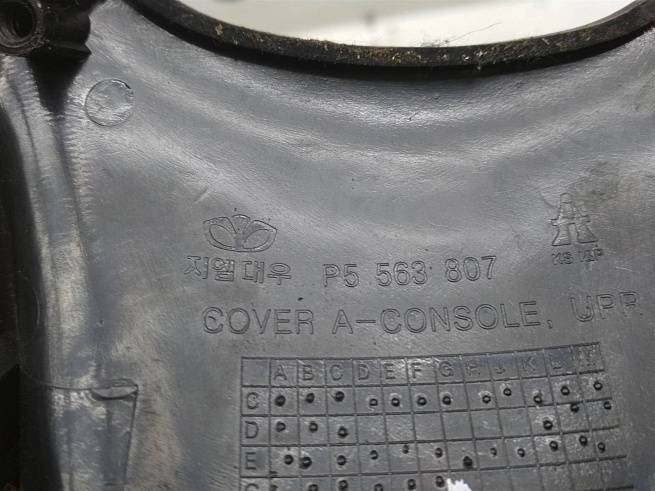 지엠대우 P5 563 807
COVER A-CONSOLE, UPR
A B C D E F G H J K L M
C
D
E